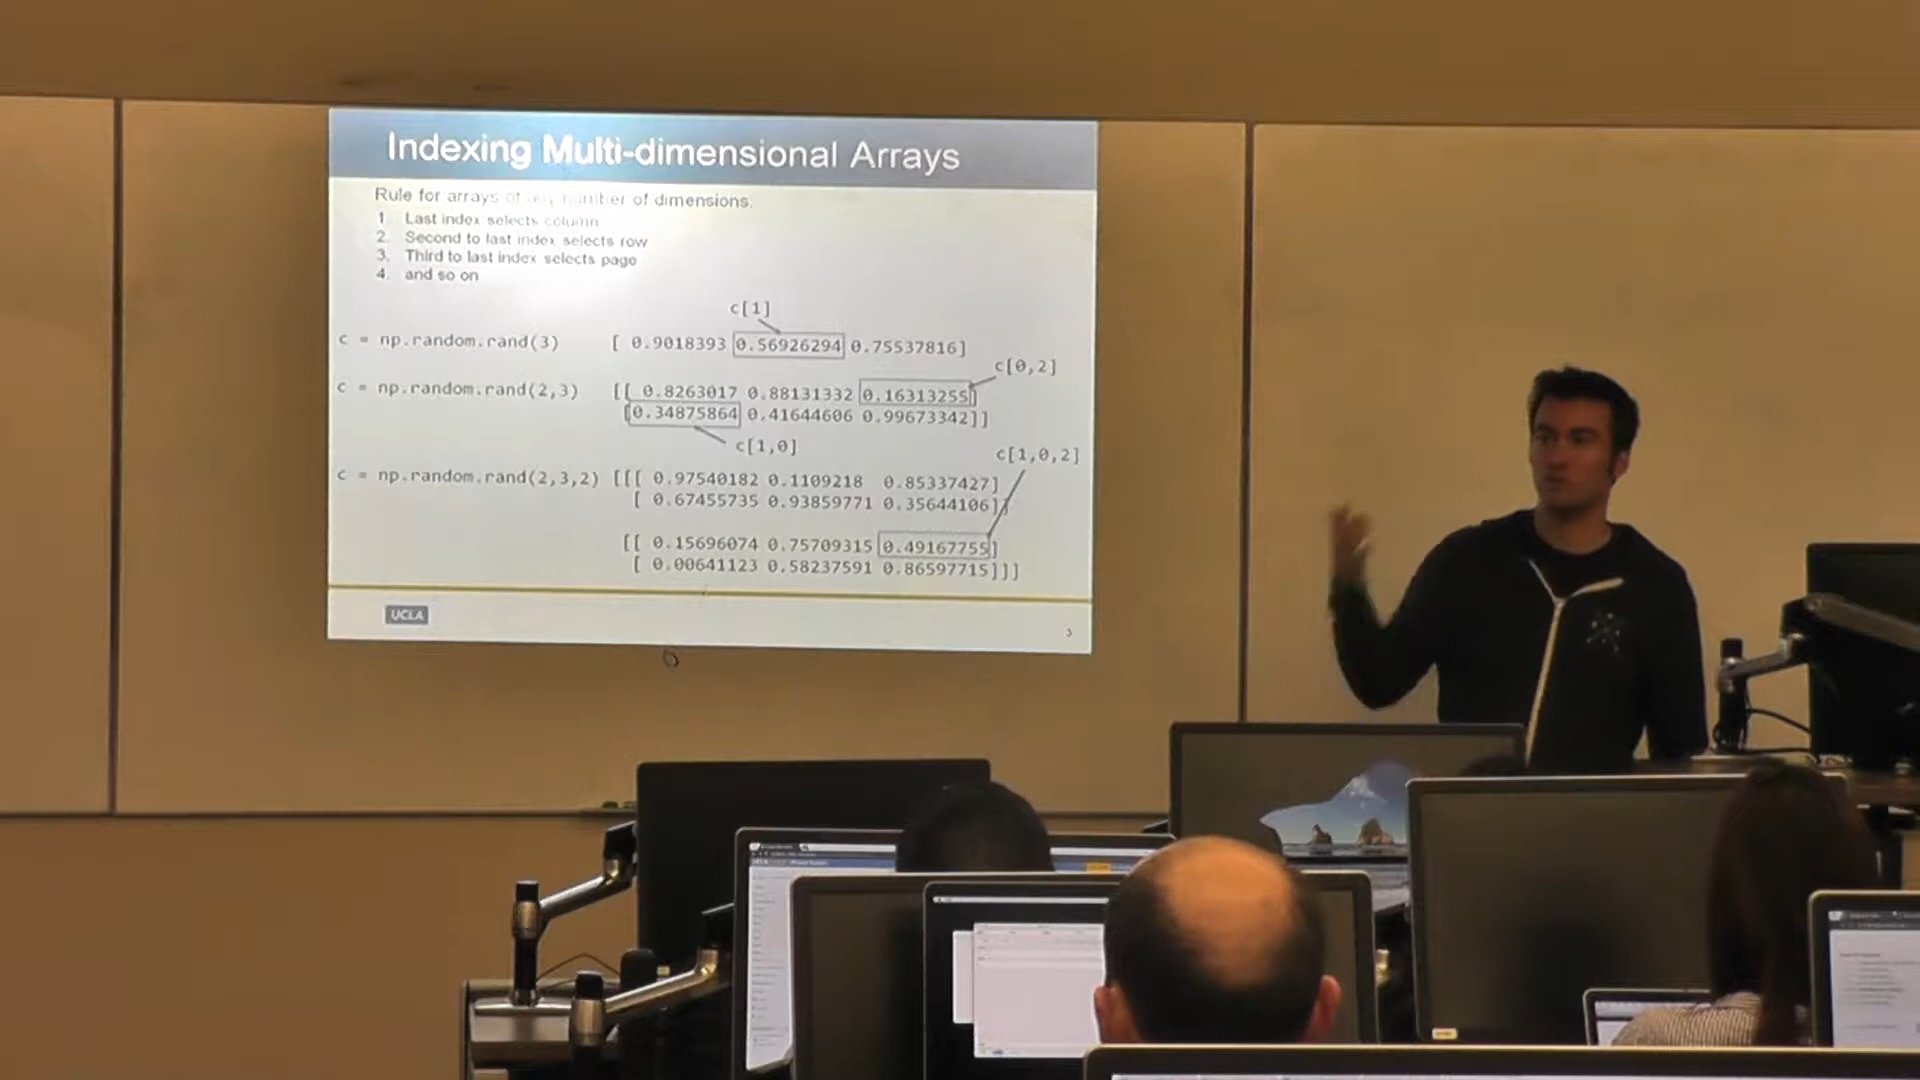 Indexing Multi-dimensional Arrays
Rule for arrays of any number of dimensions.
1. Last index selects column
2. Second to last index selects row
3. Third to last index selects page
4. and so on
c[1]
c = np.random.rand(3) [ 0.9018393 0.56926294 0.75537816]
c[0,2]
c = np.random.rand(2,3) [[ 0.8263017 0.88131332 0.16313255]
[0.34875864 0.41644606 0.99673342]]
c[1,0]
c[1,0,2]
c = np.random.rand(2,3,2) [[[ 0.97540182 0.1109218 0.85337427]
[ 0.67455735 0.93859771 0.35644106]]
[[ 0.15696074 0.75709315 0.49167755]
[ 0.00641123 0.58237591 0.86597715]]]
UCLA
3